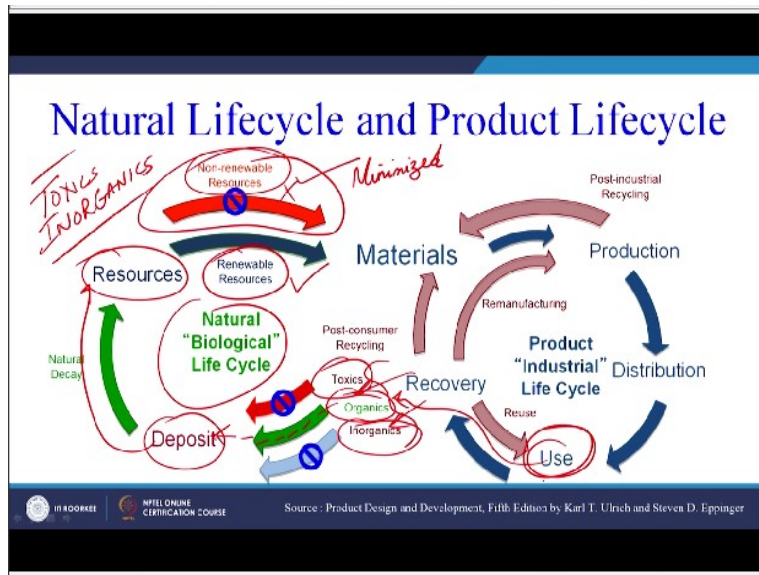 Natural Lifecycle and Product Lifecycle
TOXICS
INORGANICS
Non-renewable
Resources
Minimized
Post-industrial
Recycling
Materials
Production
Resources
Renewable
Resources
Remanufacturing
Natural
"Biological"
Life Cycle
Natural
Decay
Post-consumer
Recycling
Product
"Industrial"
Life Cycle
Distribution
Toxics
Recovery
Organics
Inorganics
Reuse
Deposit
Use
IIT ROORKEE
NPTEL ONLINE
CERTIFICATION COURSE
Source : Product Design and Development, Fifth Edition by Karl T. Ulrich and Steven D. Eppinger